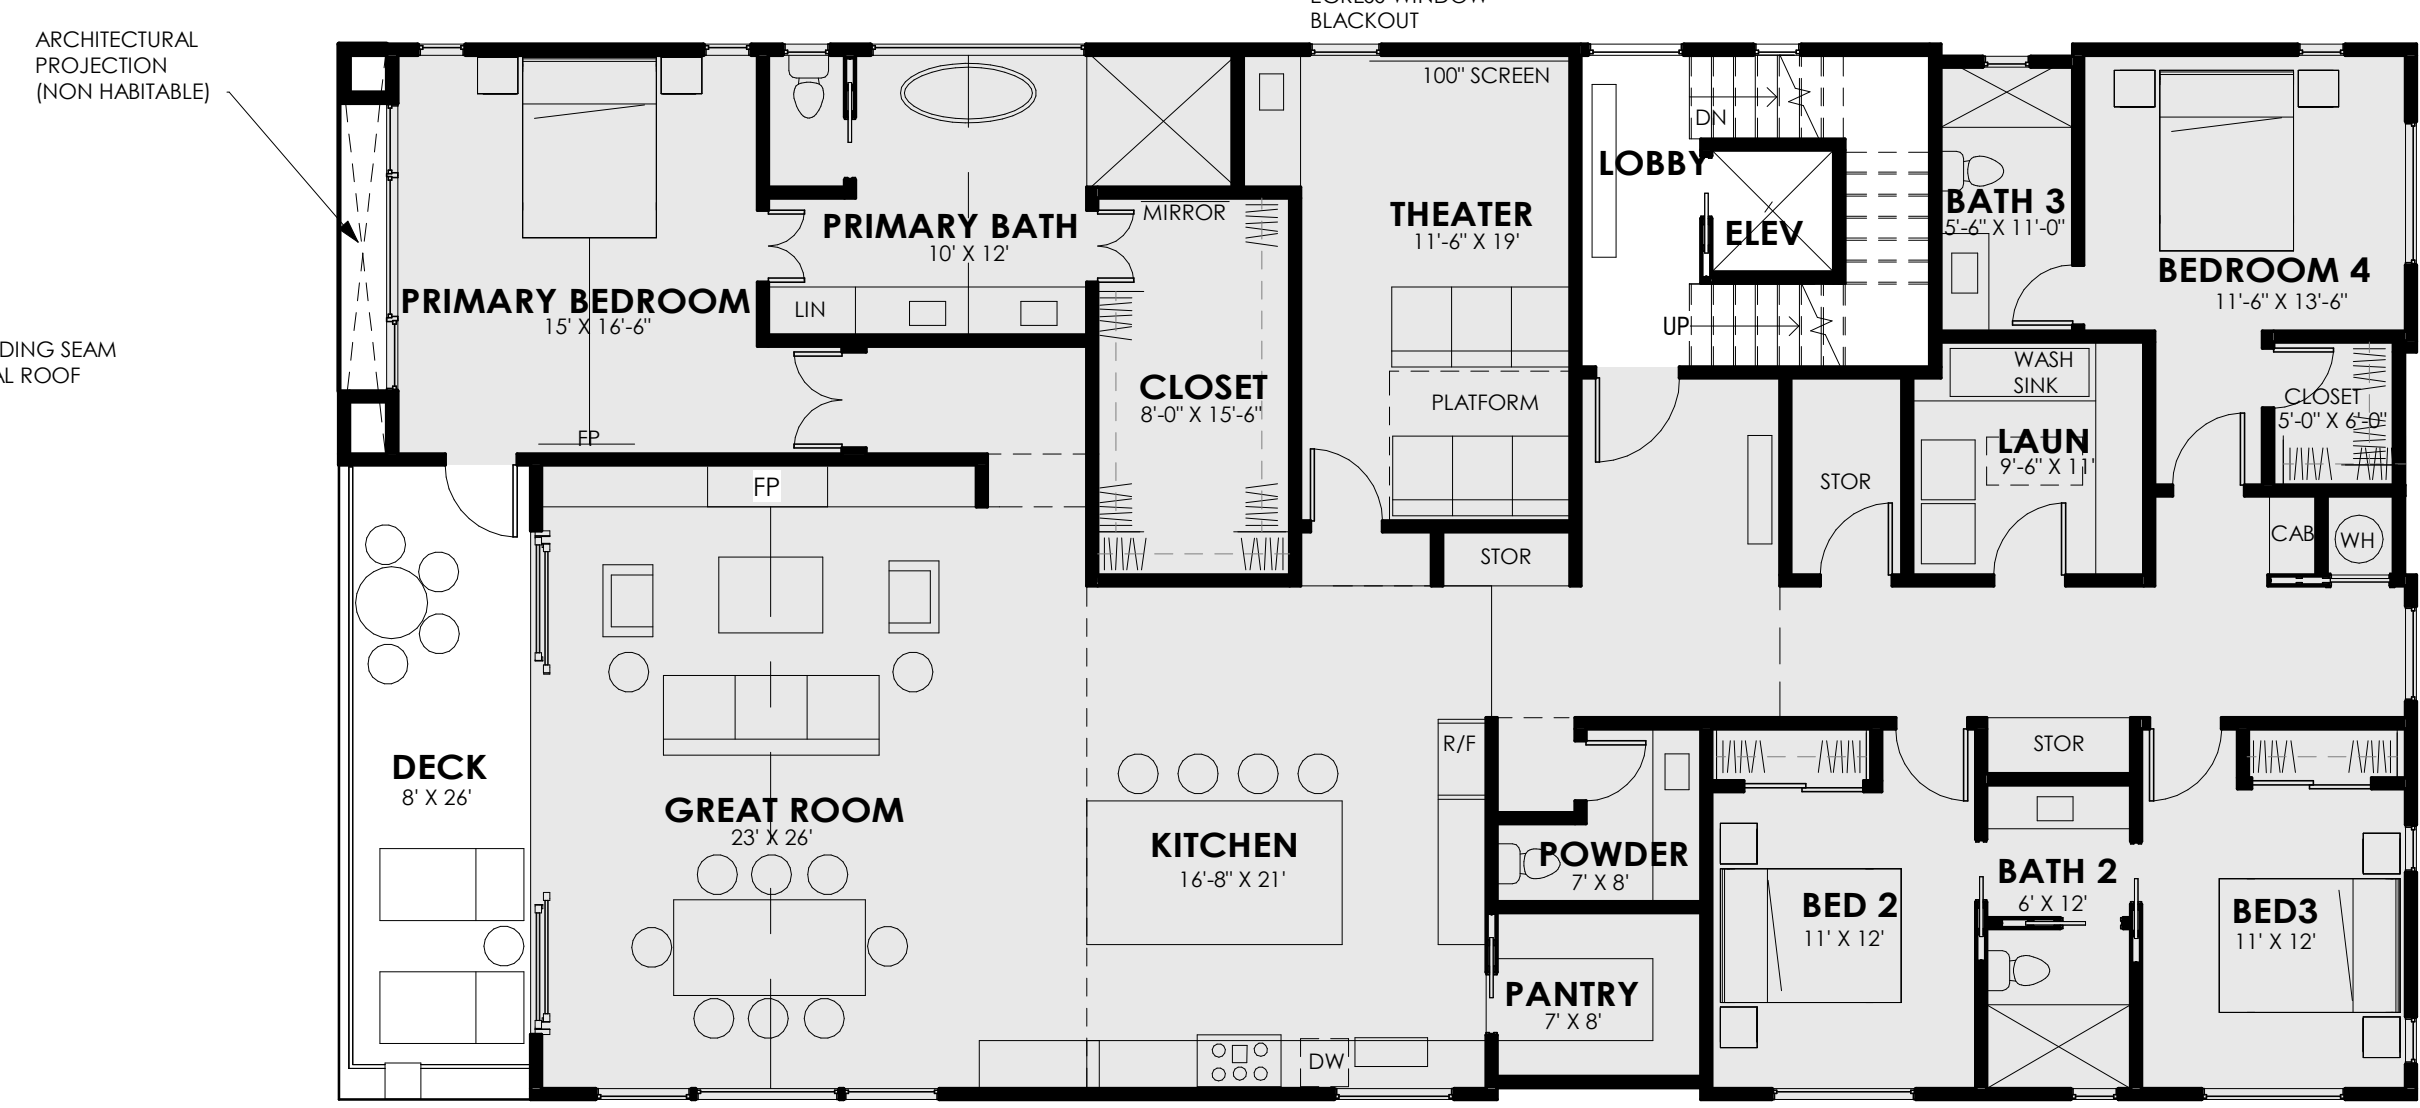 BLACKOUT
ARCHITECTURAL
PROJECTION
(NON HABITABLE)
100" SCREEN
DN
LOBBY
ELEV
UP
BATH 3
5'-6" X 11'-0"
THEATER
11'-6" X 19'
MIRROR
PRIMARY BATH
10' X 12'
LIN
PRIMARY BEDROOM
15' X 16'-6"
BEDROOM 4
11'-6" X 13'-6"
DING SEAM
AL ROOF
WASH
SINK
CLOSET
8'-0" X 15'-6"
PLATFORM
CLOSET
5'-0" X 6'-0"
FP
LAUN
9'-6" X 11'
STOR
FP
STOR
CAB
WH
R/F
STOR
DECK
8' X 26'
GREAT ROOM
23' X 26'
KITCHEN
16'-8" X 21'
POWDER
7' X 8'
BATH 2
6' X 12'
BED 2
11' X 12'
BED3
11' X 12'
PANTRY
7' X 8'
DW